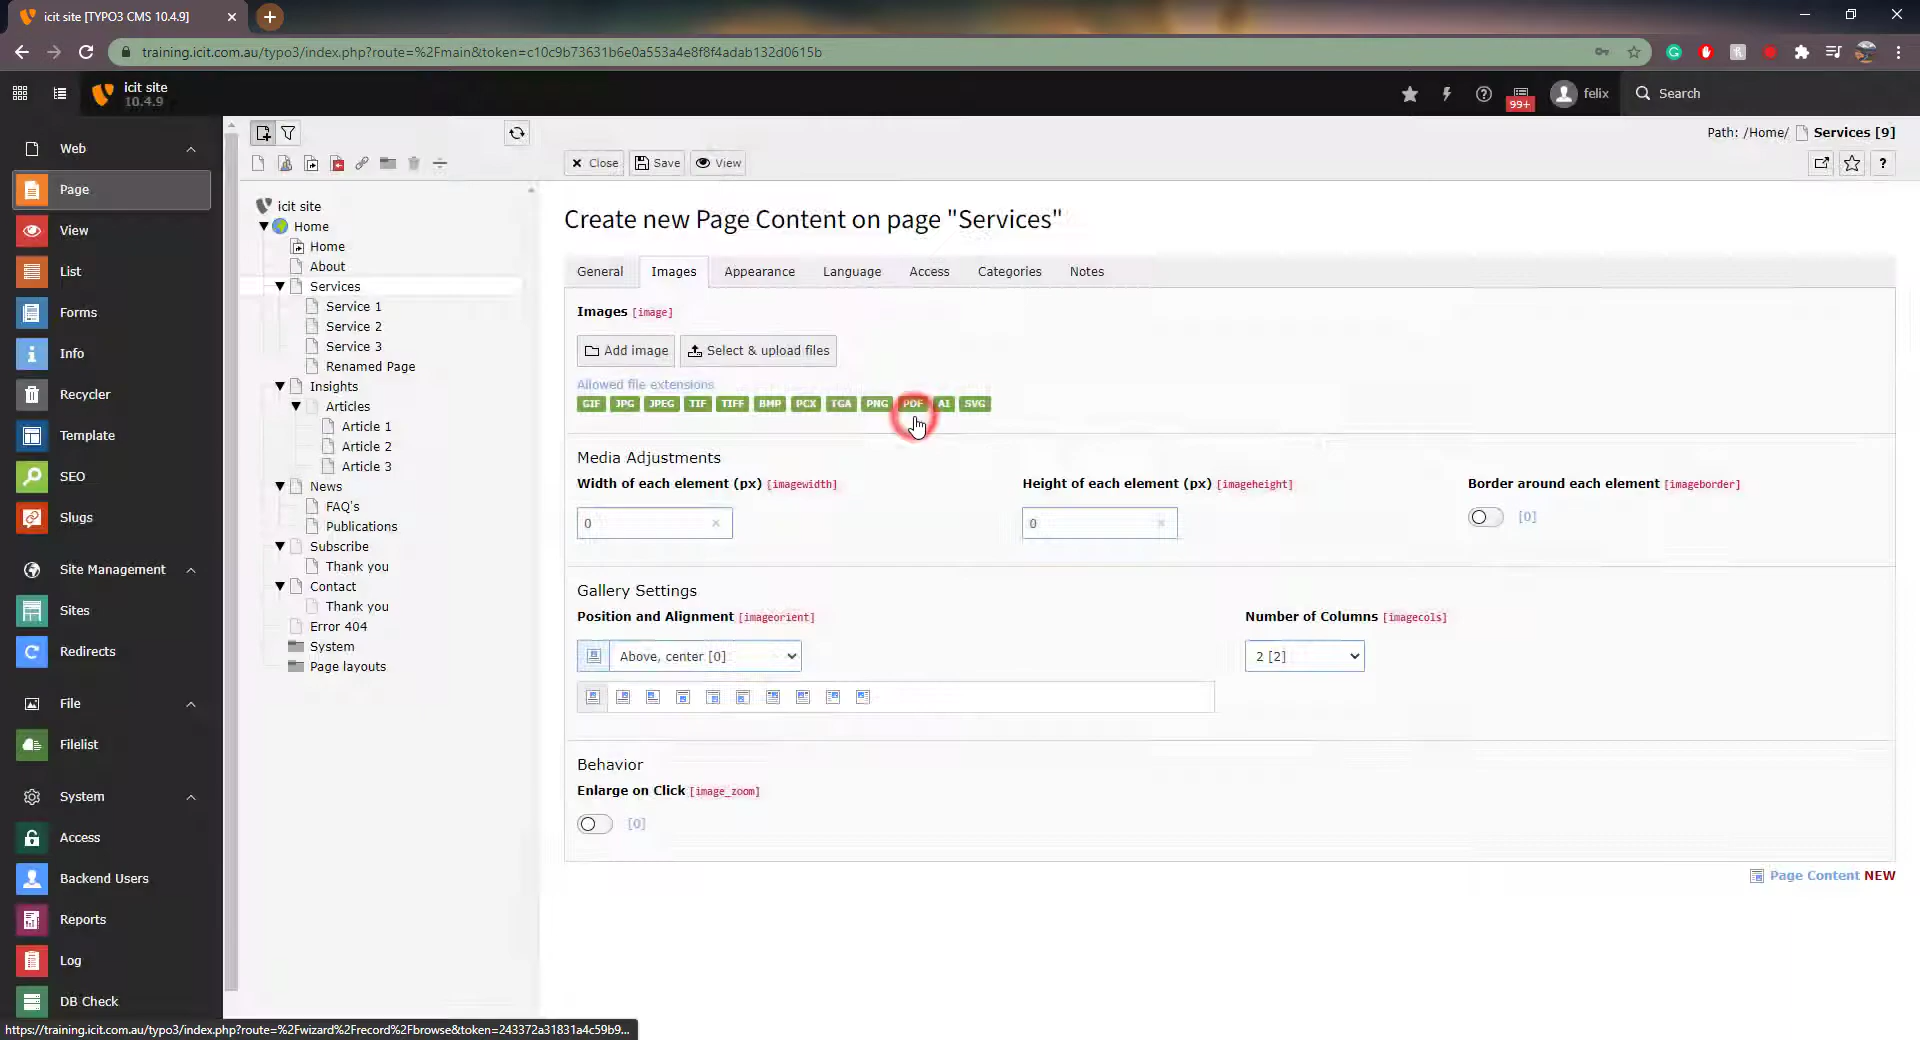 icit site [TYPO3 CMS 10.4.9]
training.icit.com.au/typo3/index.php?route=%2Fmain&token=c10c9b73631b6e0a553a4e8f8f4adab132d0615b
icit site
10.4.9
99+
felix
Search
Web
Page
View
List
Forms
Info
Recycler
Template
SEO
Slugs
Site Management
Sites
Redirects
File
Filelist
System
Access
Backend Users
Reports
Log
DB Check
icit site
Home
Home
About
Services
Service 1
Service 2
Service 3
Renamed Page
Insights
Articles
Article 1
Article 2
Article 3
News
FAQ's
Publications
Subscribe
Thank you
Contact
Thank you
Error 404
System
Page layouts
Path: /Home/ Services [9]
Close Save View
?
Create new Page Content on page "Services"
General Images Appearance Language Access Categories Notes
Images [image]
Add image Select & upload files
Allowed file extensions
GIF JPG JPEG TIF TIFF BMP PCX TGA PNG PDF AI SVG
Media Adjustments
Width of each element (px) [imagewidth] Height of each element (px) [imageheight] Border around each element [imageborder]
0 0 [0]
Gallery Settings
Position and Alignment [imageorient] Number of Columns [imagecols]
Above, center [0] 2 [2]
Behavior
Enlarge on Click [image_zoom]
[0]
Page Content NEW
https://training.icit.com.au/typo3/index.php?route=%2Fwizard%2Frecord%2Fbrowse&token=243372a31831a4c59b9...